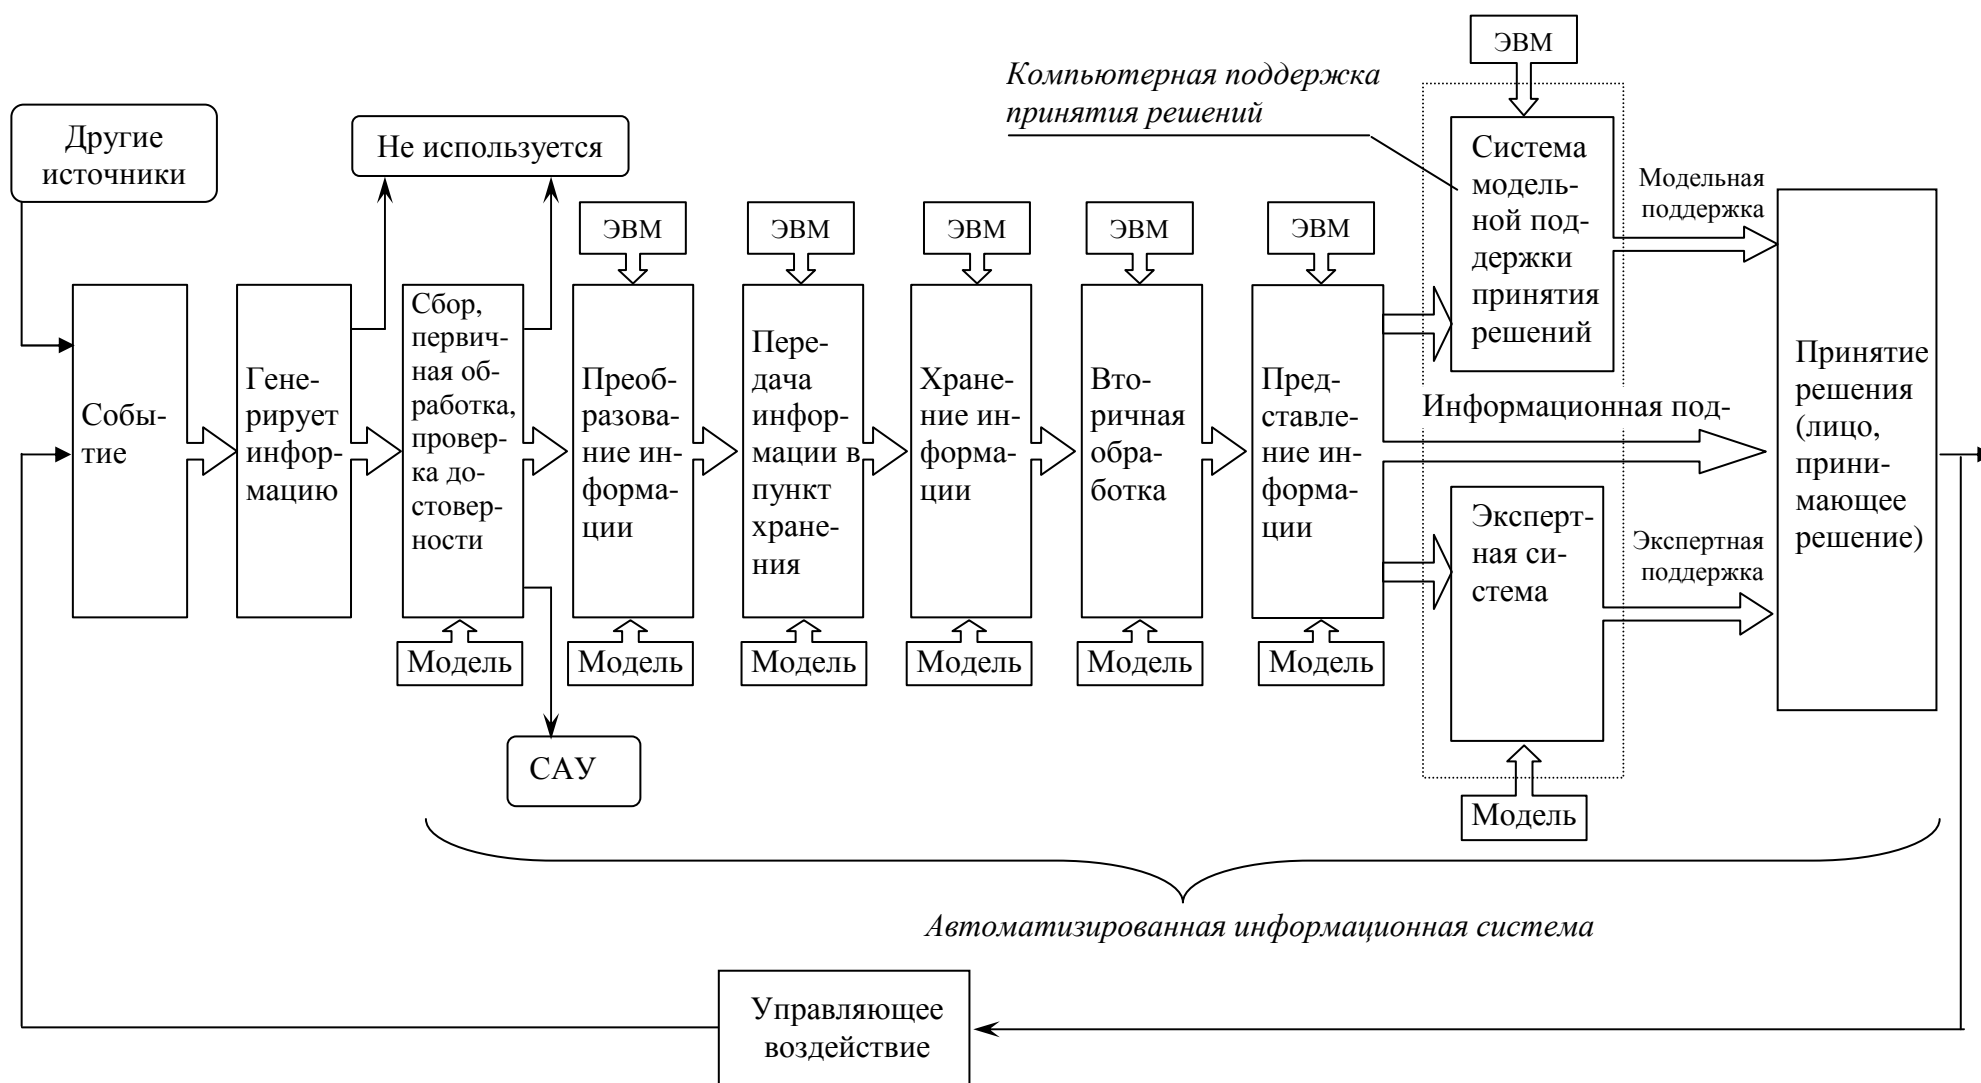 ЭВМ
Компьютерная поддержка
принятия решений
Другие
источники
Не используется
Система
модель-
ной под-
держки
принятия
решений
Модельная
поддержка
ЭВМ
ЭВМ
ЭВМ
ЭВМ
ЭВМ
Собы-
тие
Гене-
рирует
инфор-
мацию
Сбор,
первич-
ная об-
работка,
провер-
ка до-
стовер-
ности
Преоб-
разова-
ние ин-
форма-
ции
Пере-
дача
инфор-
мации в
пункт
хране-
ния
Хране-
ние ин-
форма-
ции
Вто-
ричная
обра-
ботка
Пред-
ставле-
ние ин-
форма-
ции
Информационная под-
Принятие
решения
(лицо,
прини-
мающее
решение)
Эксперт-
ная си-
стема
Экспертная
поддержка
Модель
Модель
Модель
Модель
Модель
Модель
САУ
Модель
Автоматизированная информационная система
Управляющее
воздействие